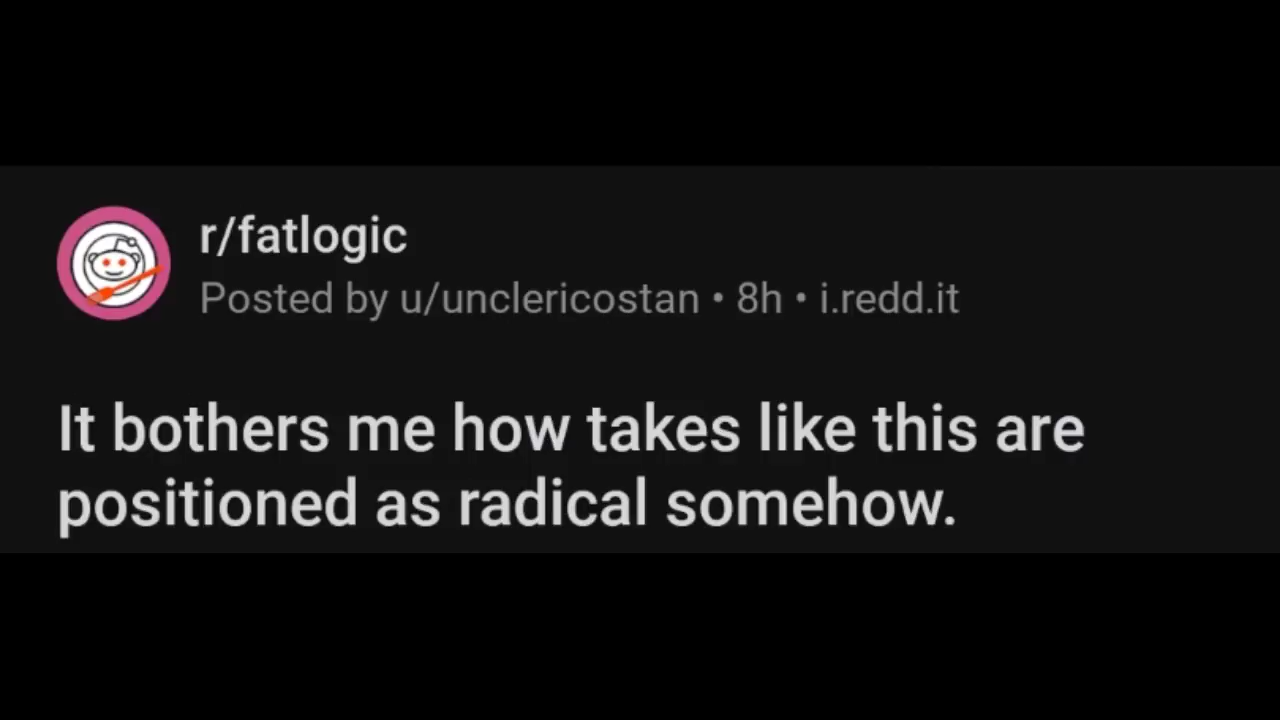 r/fatlogic
Posted by u/unclericostan • 8h • i.redd.it
It bothers me how takes like this are
positioned as radical somehow.